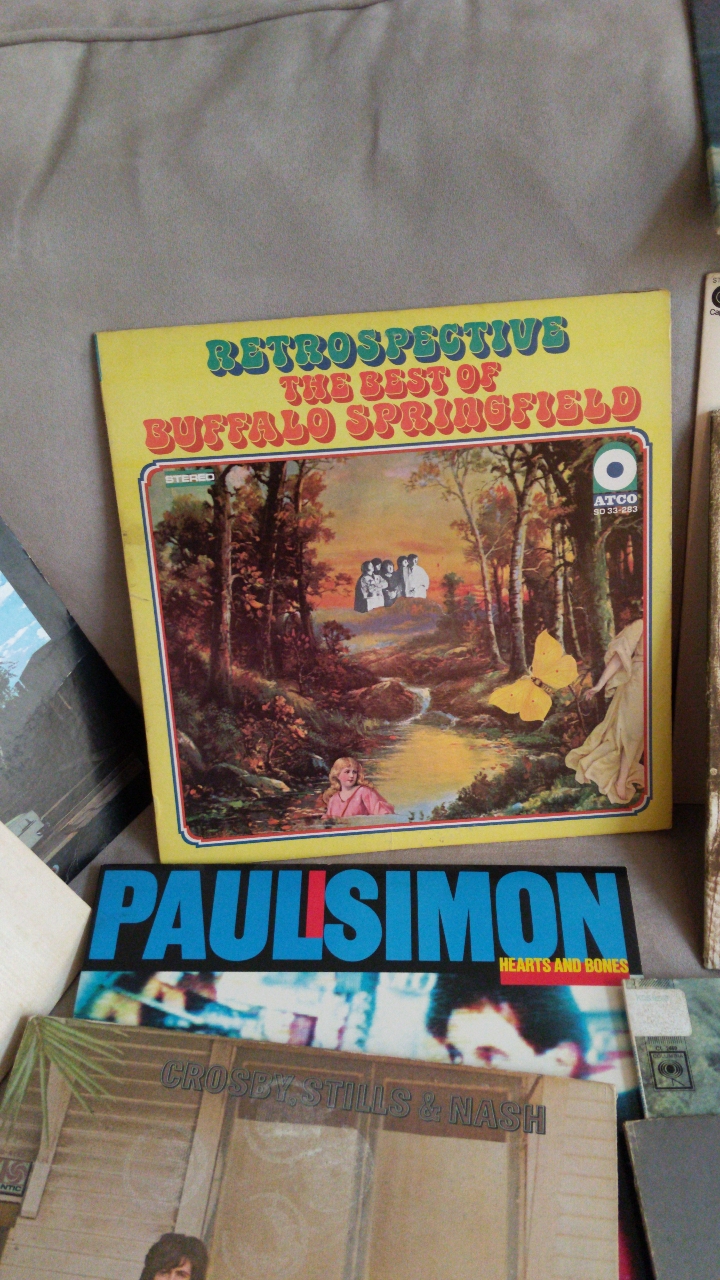 RETROSPECTIVE
THE BEST OF
BUFFALO SPRINGFIELD
STEREO
ATCO
SD 33-283
PAUL SIMON
HEARTS AND BONES
CROSBY, STILLS & NASH